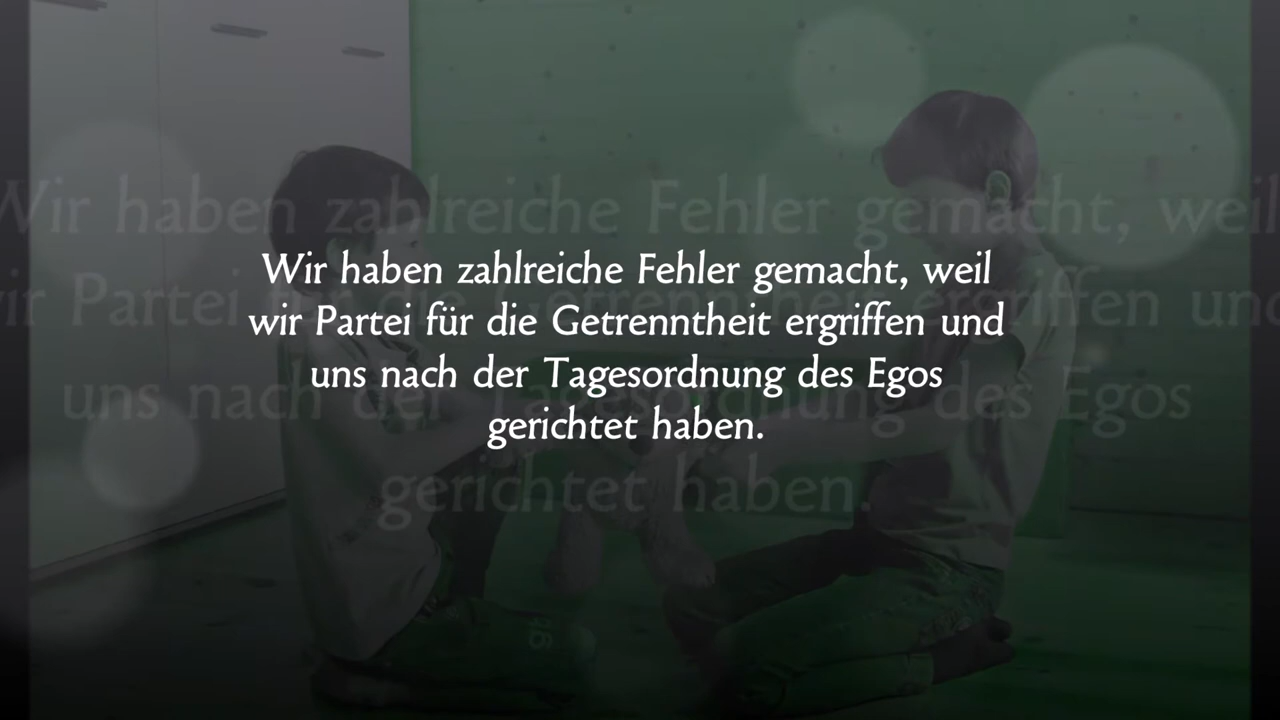 Wir haben zahlreiche Fehler gemacht, weil
wir Partei für die Getrenntheit ergriffen und
uns nach der Tagesordnung des Egos
gerichtet haben.